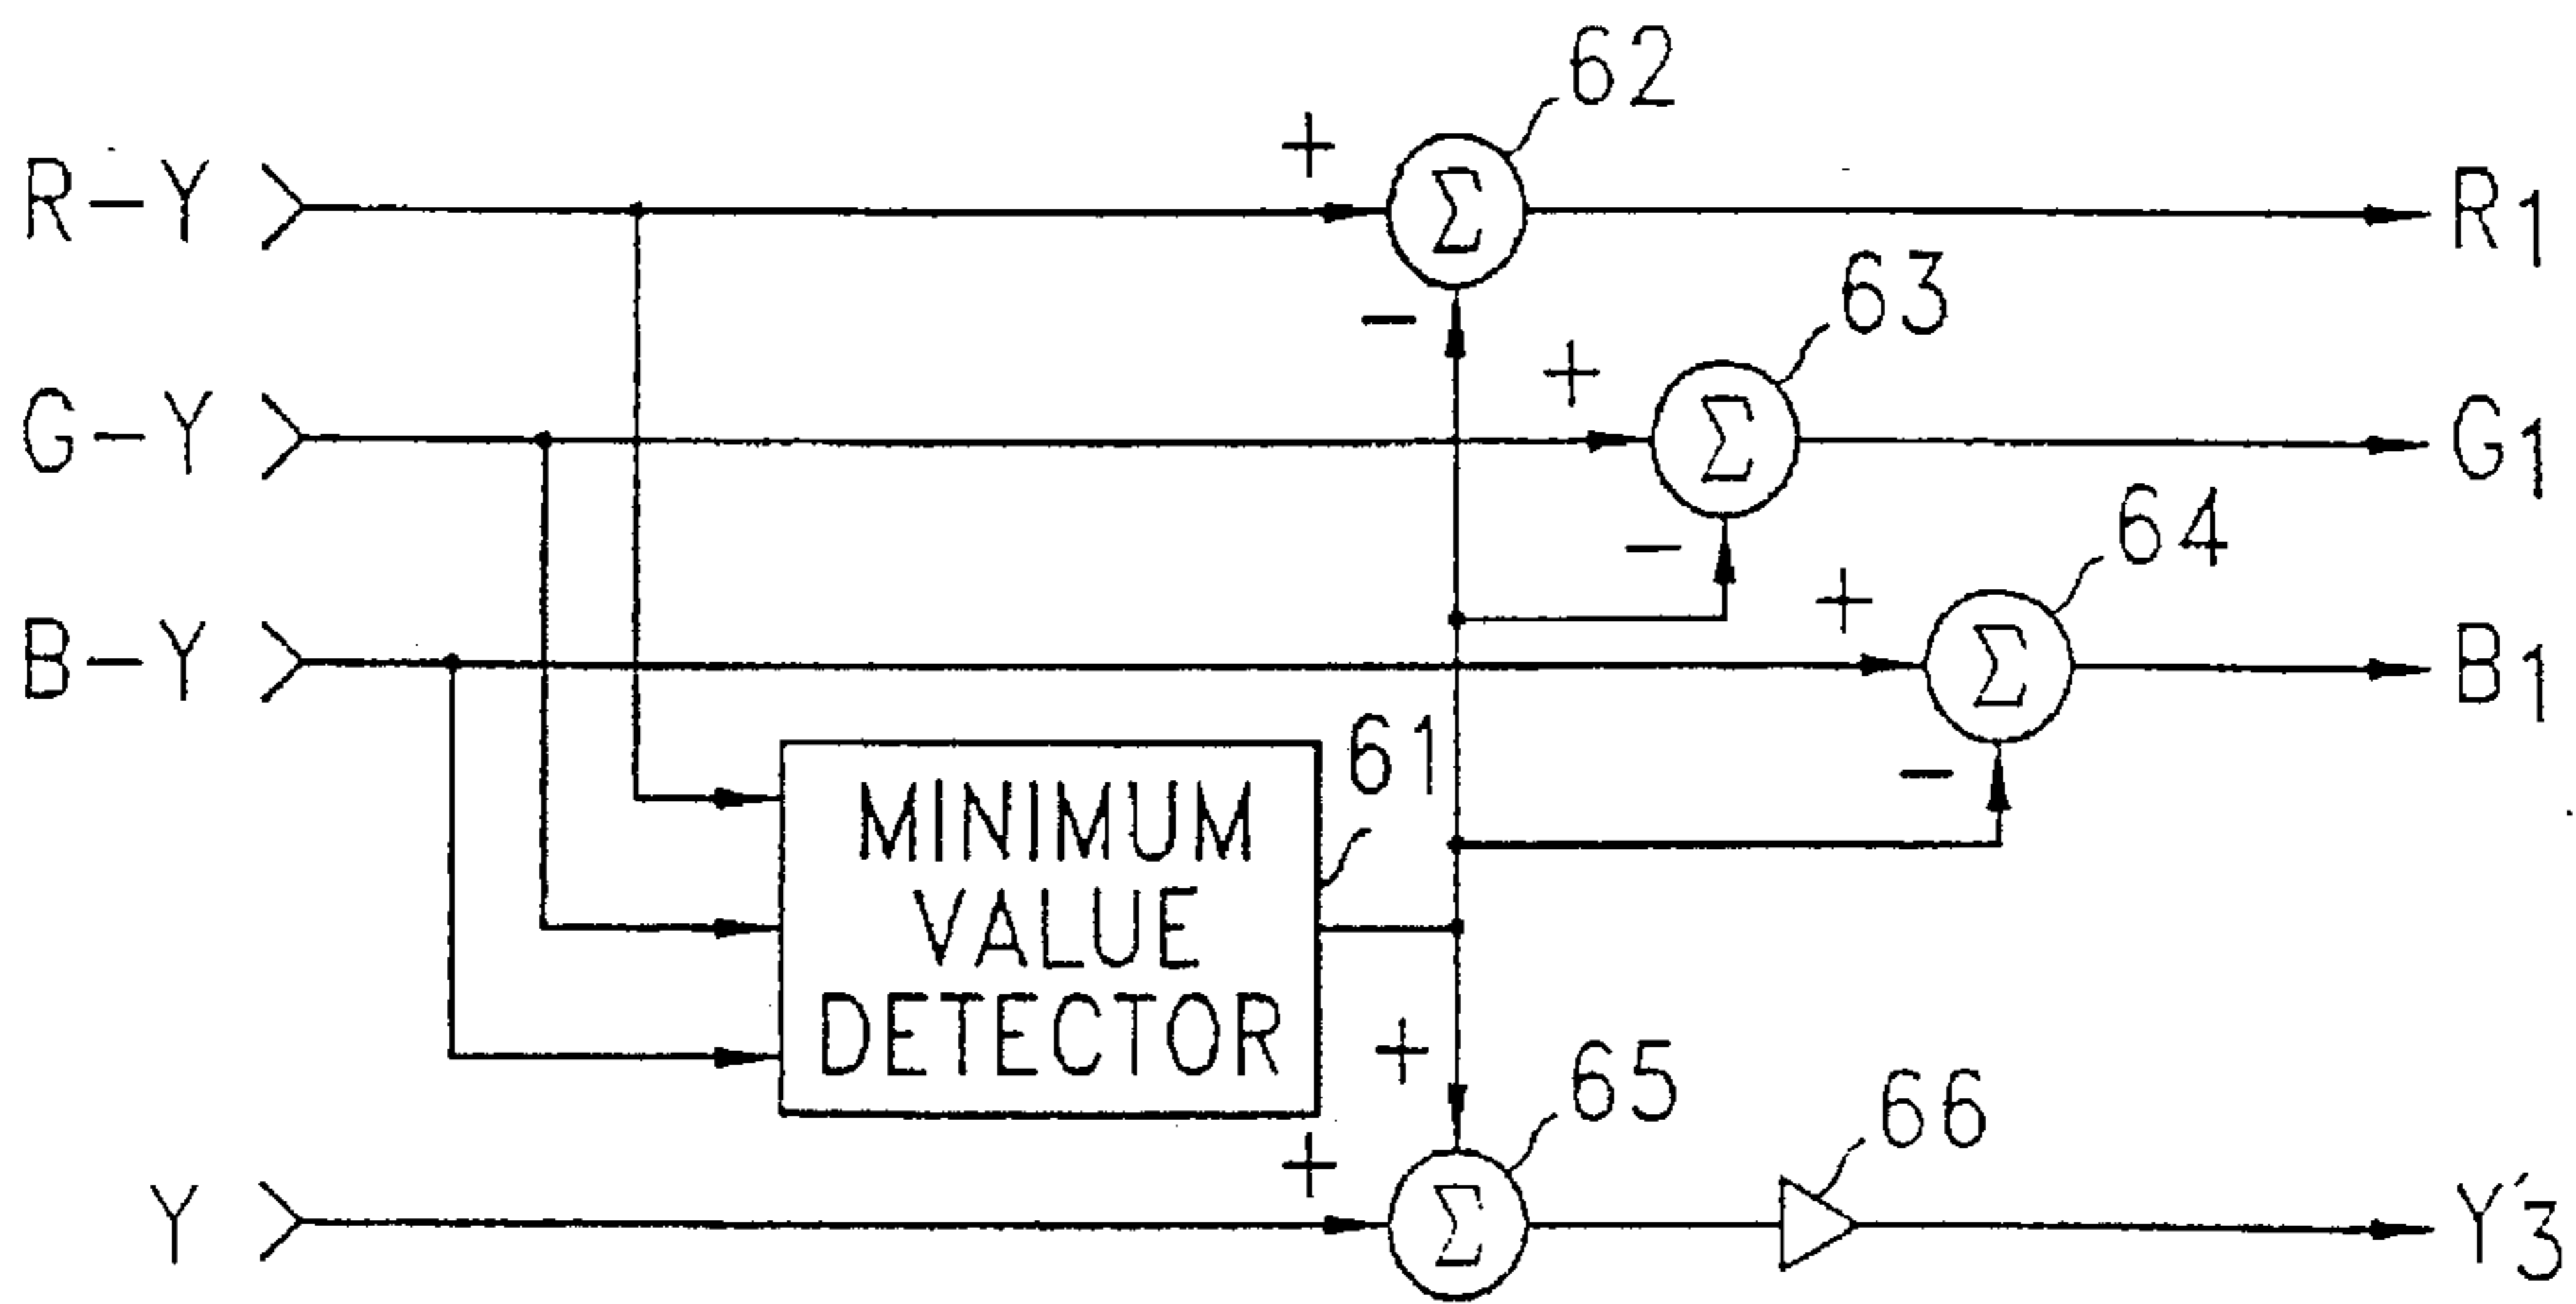 62
+
R-Y Σ R1
-
63
+
G-Y Σ G1
-
64
+
B-Y Σ B1
-
61
MINIMUM
VALUE
DETECTOR
+
65
66
+
Y Σ Y'3